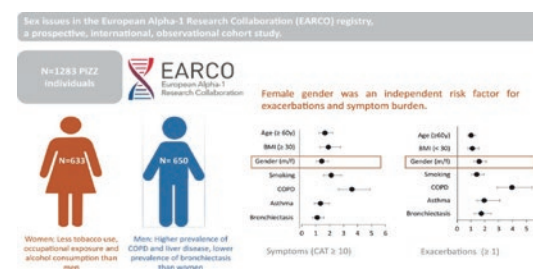 Sex issues in the European Alpha-1 Research Collaboration (EARCO) registry,
a prospective, international, observational cohort study.
N=1283 PiZZ
individuals
EARCO
European Alpha-1
Research Collaboration
Female gender was an independent risk factor for
exacerbations and symptom burden.
N=633
N= 650
Women: Less tobacco use,
occupational exposure and
alcohol consumption than
men
Men: Higher prevalence of
COPD and liver disease, lower
prevalence of bronchiectasis
than women
Age (≥ 60y)
BMI (≥ 30)
Gender (m/f)
Smoking
COPD
Asthma
Bronchiectasis
0 1 2 3 4 5 6
Symptoms (CAT ≥ 10)
Age (≥60y)
BMI (< 30)
Gender (m/f)
Smoking
COPD
Asthma
Bronchiectasis
0 1 2 3 4 5
Exacerbations (≥ 1)